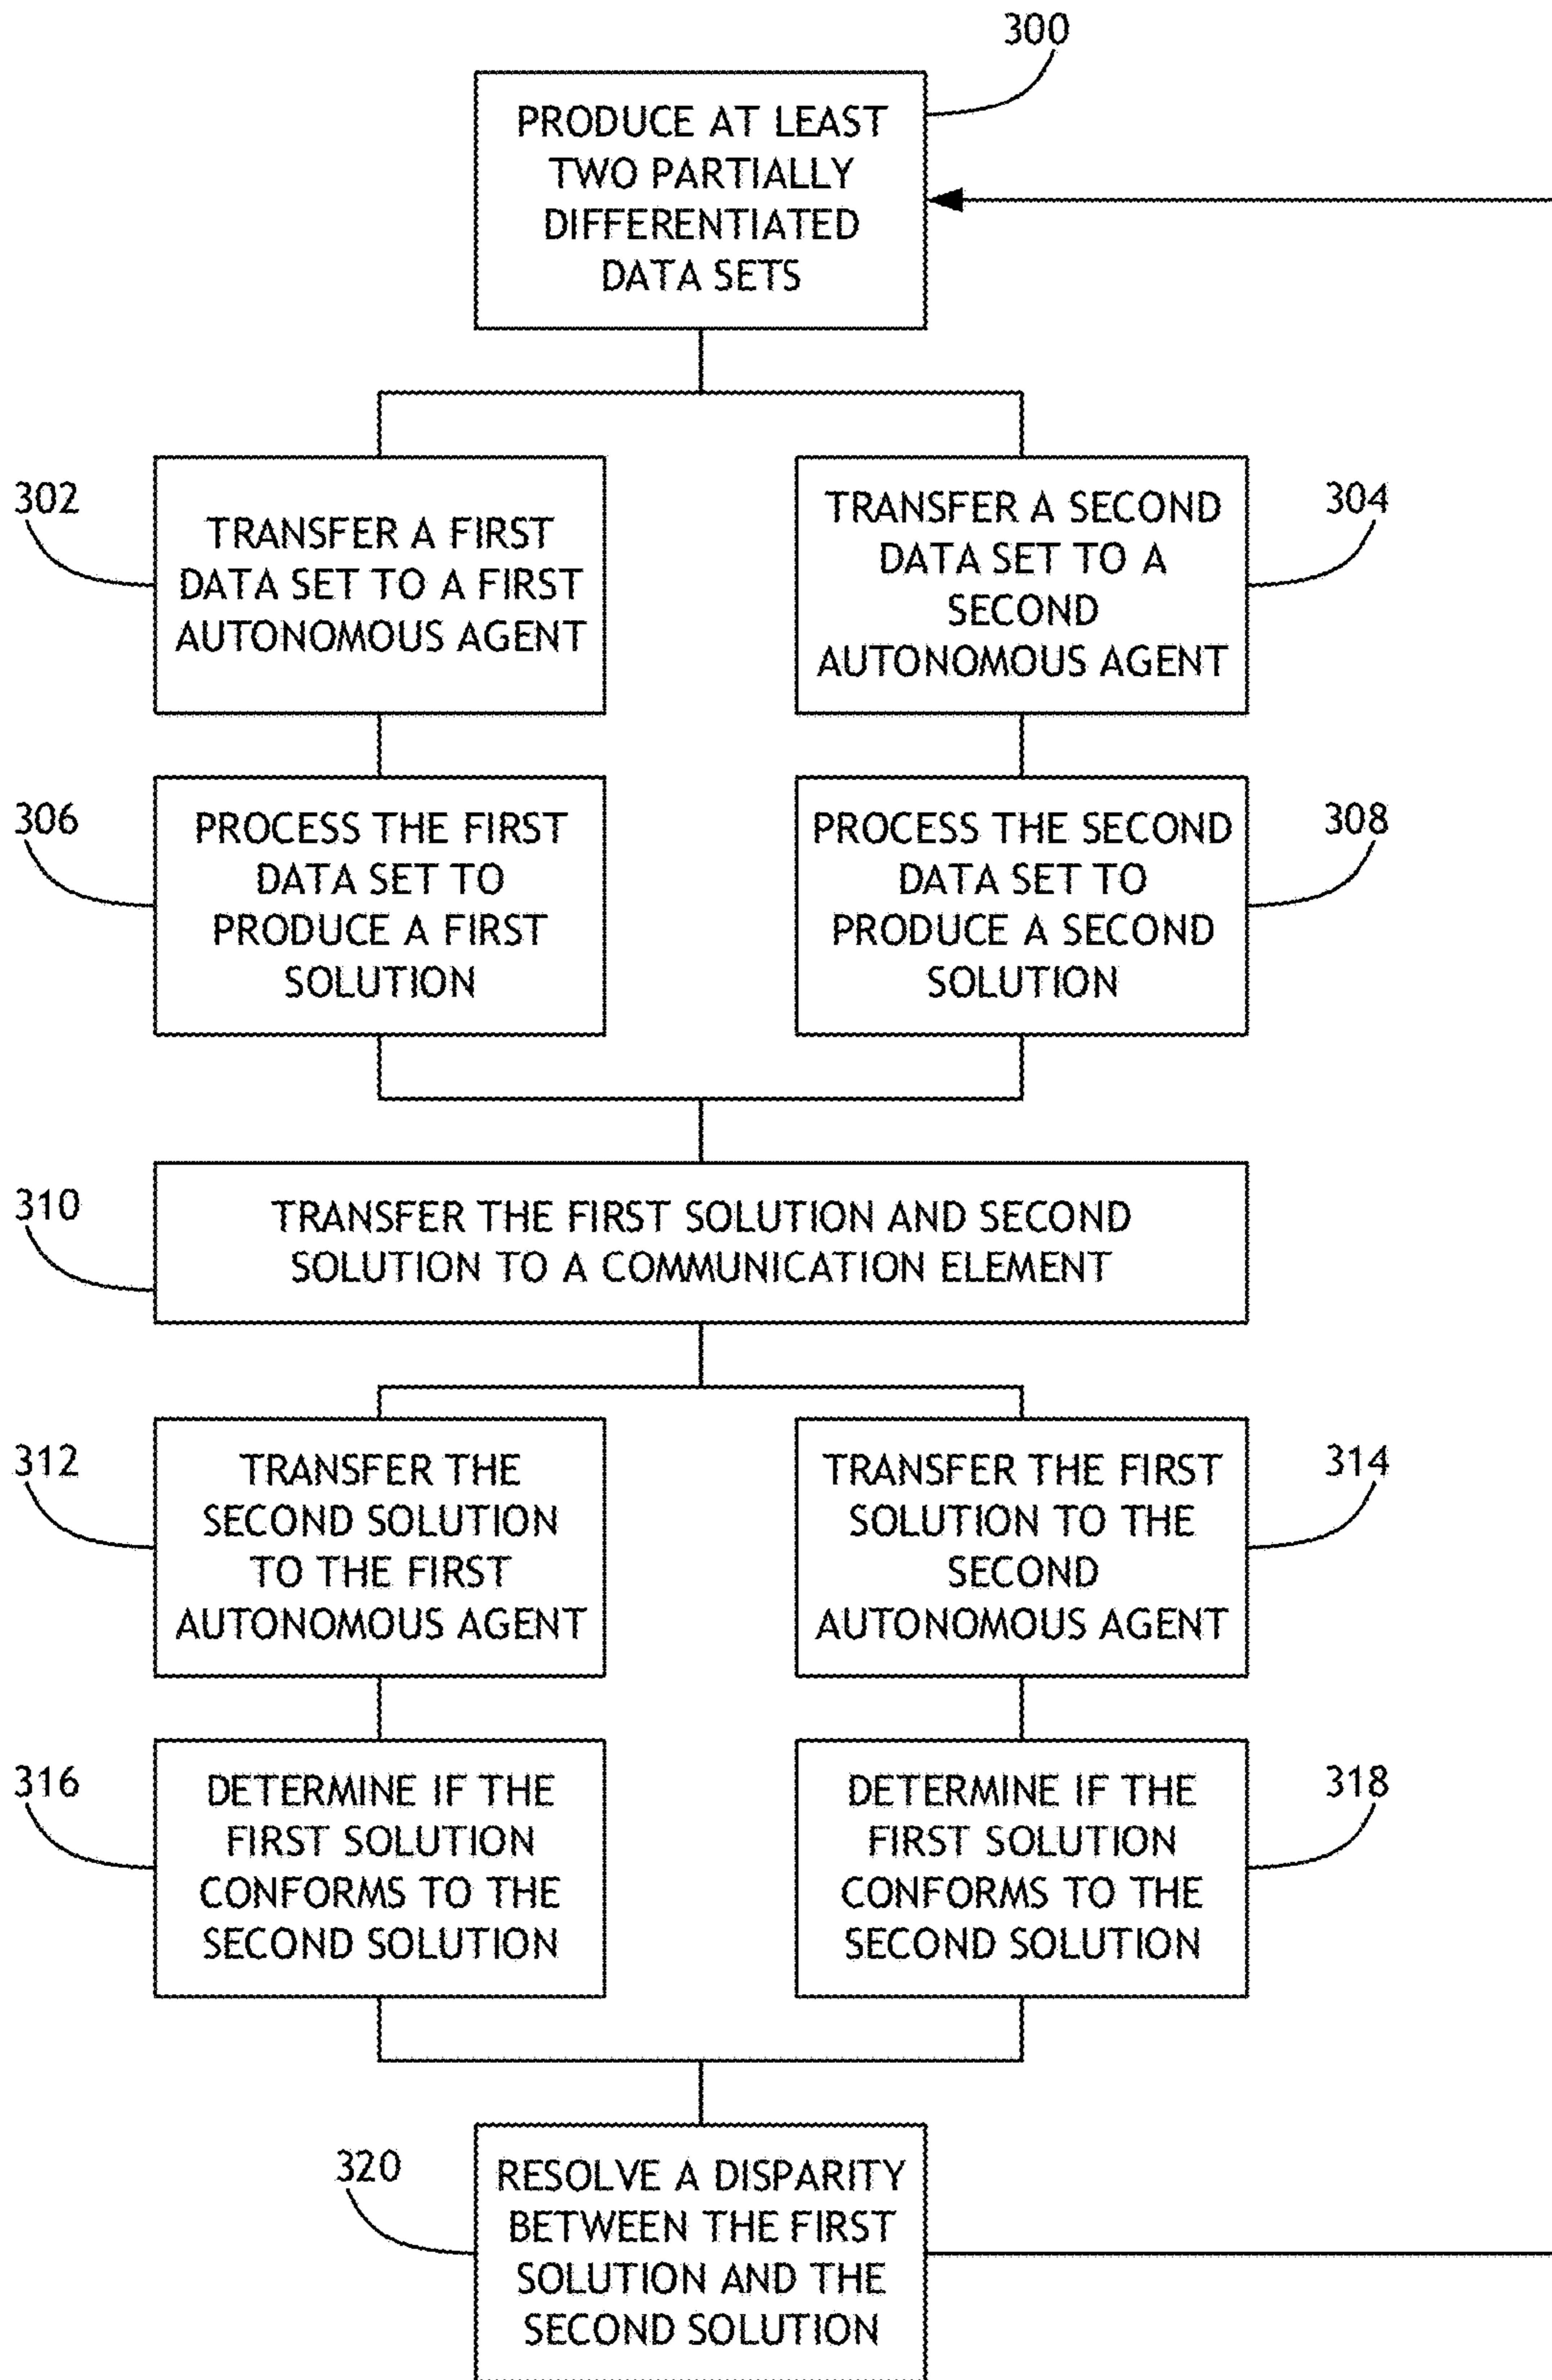 300
PRODUCE AT LEAST
TWO PARTIALLY
DIFFERENTIATED
DATA SETS
302
TRANSFER A FIRST
DATA SET TO A FIRST
AUTONOMOUS AGENT
TRANSFER A SECOND
DATA SET TO A
SECOND
AUTONOMOUS AGENT
304
306
PROCESS THE FIRST
DATA SET TO
PRODUCE A FIRST
SOLUTION
PROCESS THE SECOND
DATA SET TO
PRODUCE A SECOND
SOLUTION
308
310
TRANSFER THE FIRST SOLUTION AND SECOND
SOLUTION TO A COMMUNICATION ELEMENT
312
TRANSFER THE
SECOND SOLUTION
TO THE FIRST
AUTONOMOUS AGENT
TRANSFER THE FIRST
SOLUTION TO THE
SECOND
AUTONOMOUS AGENT
314
316
DETERMINE IF THE
FIRST SOLUTION
CONFORMS TO THE
SECOND SOLUTION
DETERMINE IF THE
FIRST SOLUTION
CONFORMS TO THE
SECOND SOLUTION
318
320
RESOLVE A DISPARITY
BETWEEN THE FIRST
SOLUTION AND THE
SECOND SOLUTION